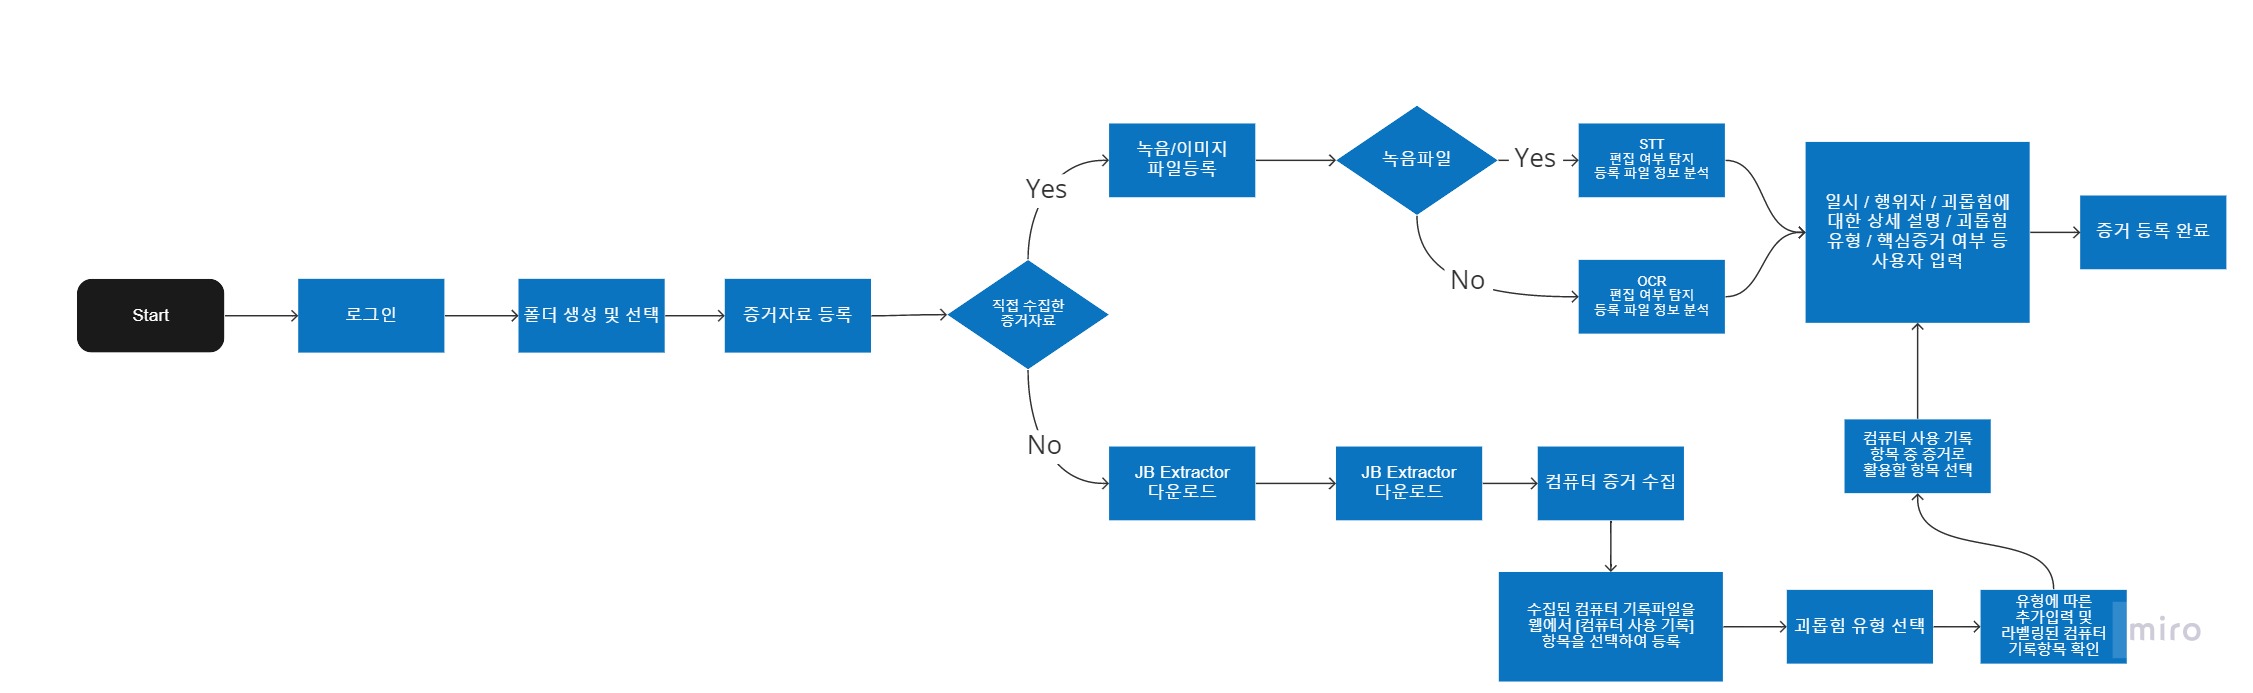 Start
로그인
폴더 생성 및 선택
증거자료 등록
직접 수집한
증거자료
Yes
녹음/이미지
파일등록
녹음파일
Yes
STT
편집 여부 탐지
등록 파일 정보 분석
No
OCR
편집 여부 탐지
등록 파일 정보 분석
일시 / 행위자 / 괴롭힘에
대한 상세 설명 / 괴롭힘
유형 / 핵심증거 여부 등
사용자 입력
증거 등록 완료
No
JB Extractor
다운로드
JB Extractor
다운로드
컴퓨터 증거 수집
수집된 컴퓨터 기록파일을
웹에서 [컴퓨터 사용 기록]
항목을 선택하여 등록
괴롭힘 유형 선택
유형에 따른
추가입력 및
라벨링된 컴퓨터
기록항목 확인
컴퓨터 사용 기록
항목 중 증거로
활용할 항목 선택
miro